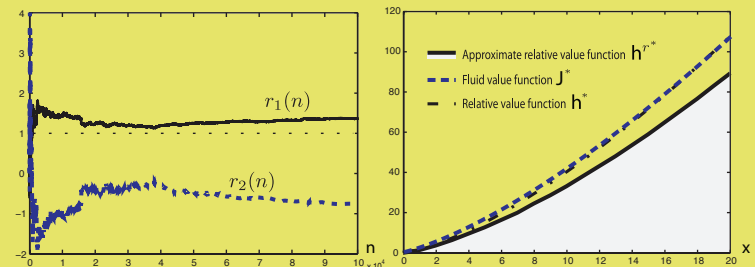 4
3
2
1
0
−1
−2
r₁(n)
r₂(n)
0 1 2 3 4 5 6 7 8 9 10
n
x 10⁴
120
100
80
60
40
20
0
Approximate relative value function hʳ*
Fluid value function J*
Relative value function h*
0 2 4 6 8 10 12 14 16 18 20
x